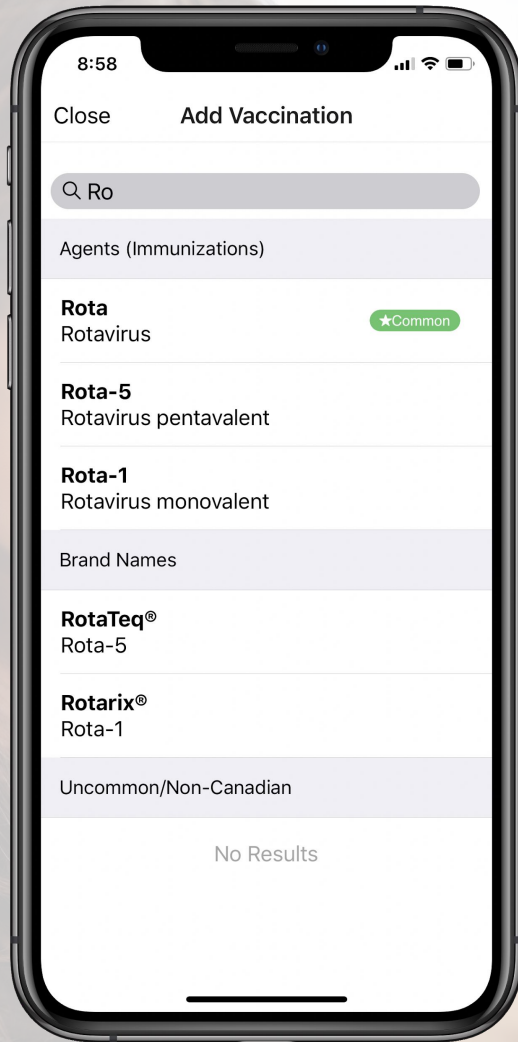 8:58
Close Add Vaccination
Ro
Agents (Immunizations)
Rota
Rotavirus
★Common
Rota-5
Rotavirus pentavalent
Rota-1
Rotavirus monovalent
Brand Names
RotaTeq®
Rota-5
Rotarix®
Rota-1
Uncommon/Non-Canadian
No Results